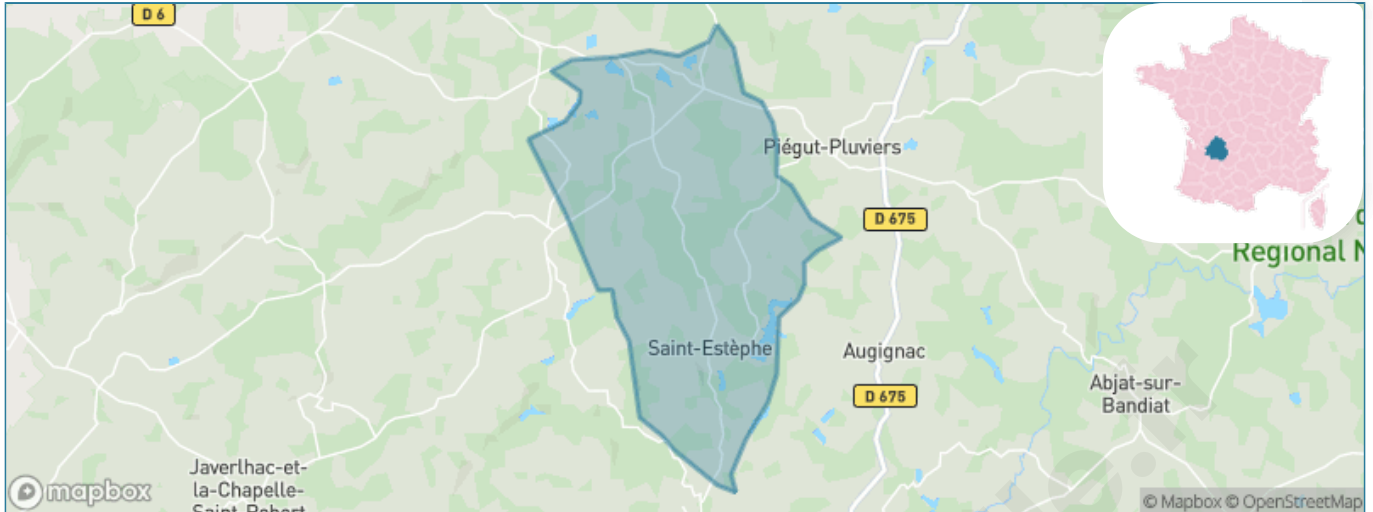 D 6
Piégut-Pluviers
D 675
Regional N
Saint-Estèphe
Augignac
D 675
Abjat-sur-
Bandiat
Javerlhac-et-
la-Chapelle-
Saint-Robert
mapbox
© Mapbox © OpenStreetMap